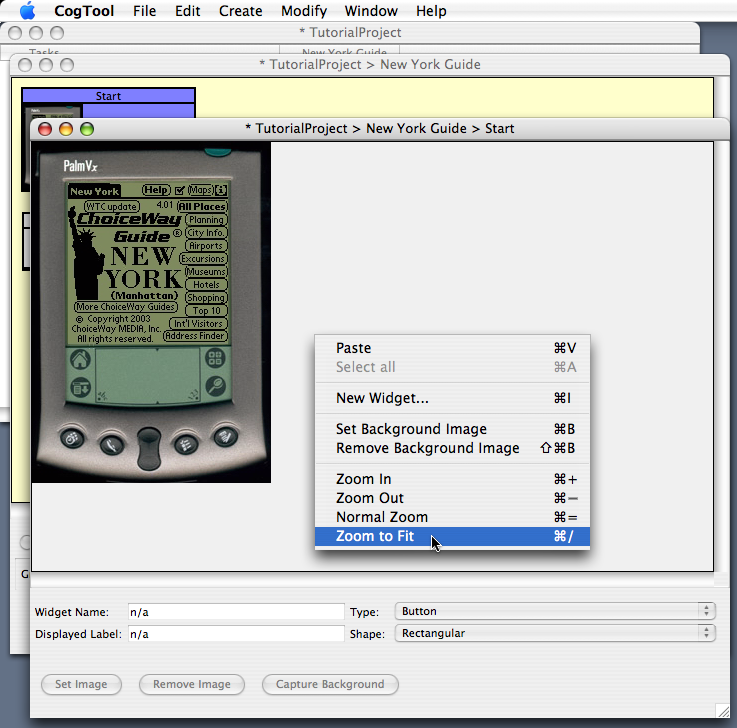 CogTool File Edit Create Modify Window Help
* TutorialProject
Tasks New York Guide
* TutorialProject > New York Guide
Start
* TutorialProject > New York Guide > Start
PalmVx
New York Help Maps i
WTC update 4.01 All Places
ChoiceWay Planning
Guide ® City Info.
Airports
NEW Excursions
YORK Museums
Hotels
(Manhattan) Shopping
More ChoiceWay Guides Top 10
© Copyright 2003 Int'l Visitors
ChoiceWay MEDIA, Inc.
All rights reserved. Address Finder
Paste ⌘V
Select all ⌘A
New Widget... ⌘I
Set Background Image ⌘B
Remove Background Image ⇧⌘B
Zoom In ⌘+
Zoom Out ⌘−
Normal Zoom ⌘=
Zoom to Fit ⌘/
G
Widget Name: n/a Type: Button
Displayed Label: n/a Shape: Rectangular
Set Image Remove Image Capture Background